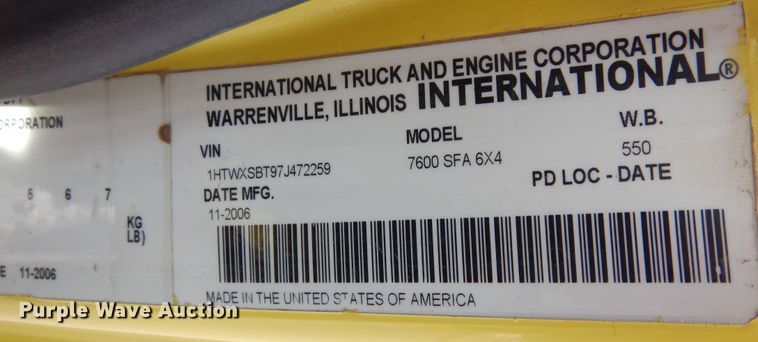 INTERNATIONAL TRUCK AND ENGINE CORPORATION
WARRENVILLE, ILLINOIS INTERNATIONAL®
VIN MODEL W.B.
1HTWXSBT97J472259 7600 SFA 6X4 550
DATE MFG. PD LOC - DATE
11-2006
MADE IN THE UNITED STATES OF AMERICA
5 6 7
KG
LB)
11-2006
Purple Wave Auction